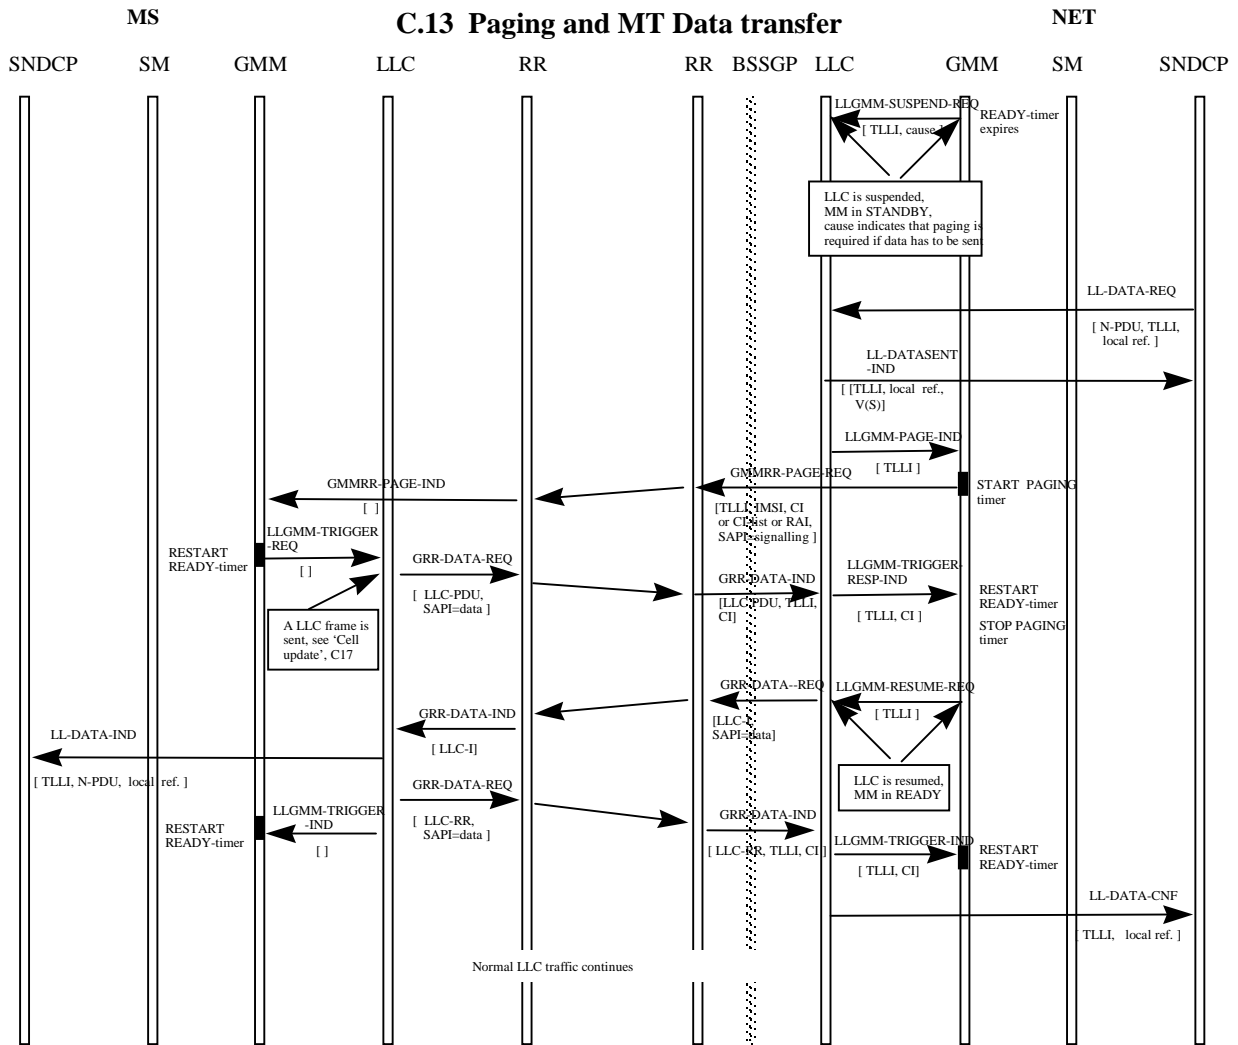 MS
C.13 Paging and MT Data transfer
NET
SNDCP SM GMM LLC RR RR BSSGP LLC GMM SM SNDCP
LLGMM-SUSPEND-REQ
[ TLLI, cause ]
READY-timer
expires
LLC is suspended,
MM in STANDBY,
cause indicates that paging is
required if data has to be sent
LL-DATA-REQ
[ N-PDU, TLLI,
local ref. ]
LL-DATASENT
-IND
[ [TLLI, local ref.,
V(S)]
LLGMM-PAGE-IND
[ TLLI ]
GMMRR-PAGE-REQ
[TLLI, IMSI, CI
or CI-list or RAI,
SAPI=signalling ]
START PAGING
timer
GMMRR-PAGE-IND
[ ]
LLGMM-TRIGGER
-REQ
[ ]
RESTART
READY-timer
GRR-DATA-REQ
[ LLC-PDU,
SAPI=data ]
GRR-DATA-IND
[LLC-PDU, TLLI,
CI]
LLGMM-TRIGGER-
RESP-IND
[ TLLI, CI ]
RESTART
READY-timer
STOP PAGING
timer
A LLC frame is
sent, see ‘Cell
update’, C17
LLGMM-RESUME-REQ
[ TLLI ]
GRR-DATA--REQ
[LLC-I,
SAPI=data]
GRR-DATA-IND
[ LLC-I]
LL-DATA-IND
[ TLLI, N-PDU, local ref. ]
LLC is resumed,
MM in READY
GRR-DATA-REQ
[ LLC-RR,
SAPI=data ]
LLGMM-TRIGGER
-IND
[ ]
RESTART
READY-timer
GRR-DATA-IND
[ LLC-RR, TLLI, CI ]
LLGMM-TRIGGER-IND
[ TLLI, CI]
RESTART
READY-timer
LL-DATA-CNF
[ TLLI, local ref. ]
Normal LLC traffic continues